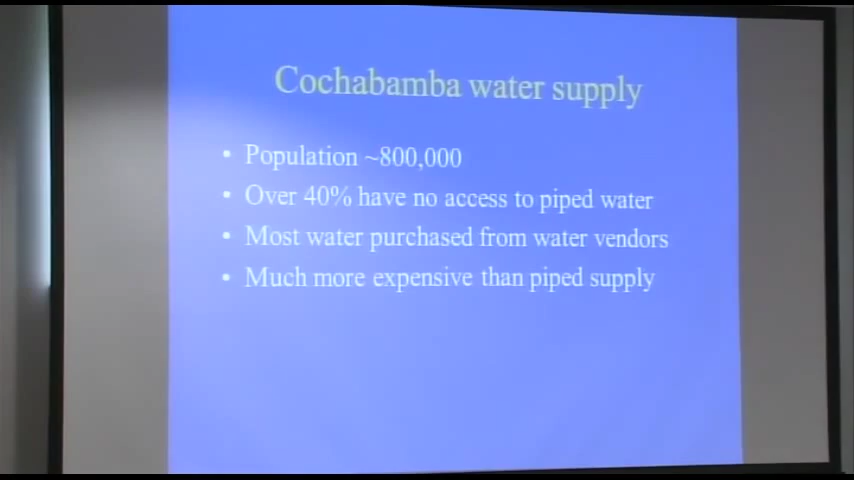 Cochabamba water supply
• Population ~800,000
• Over 40% have no access to piped water
• Most water purchased from water vendors
• Much more expensive than piped supply